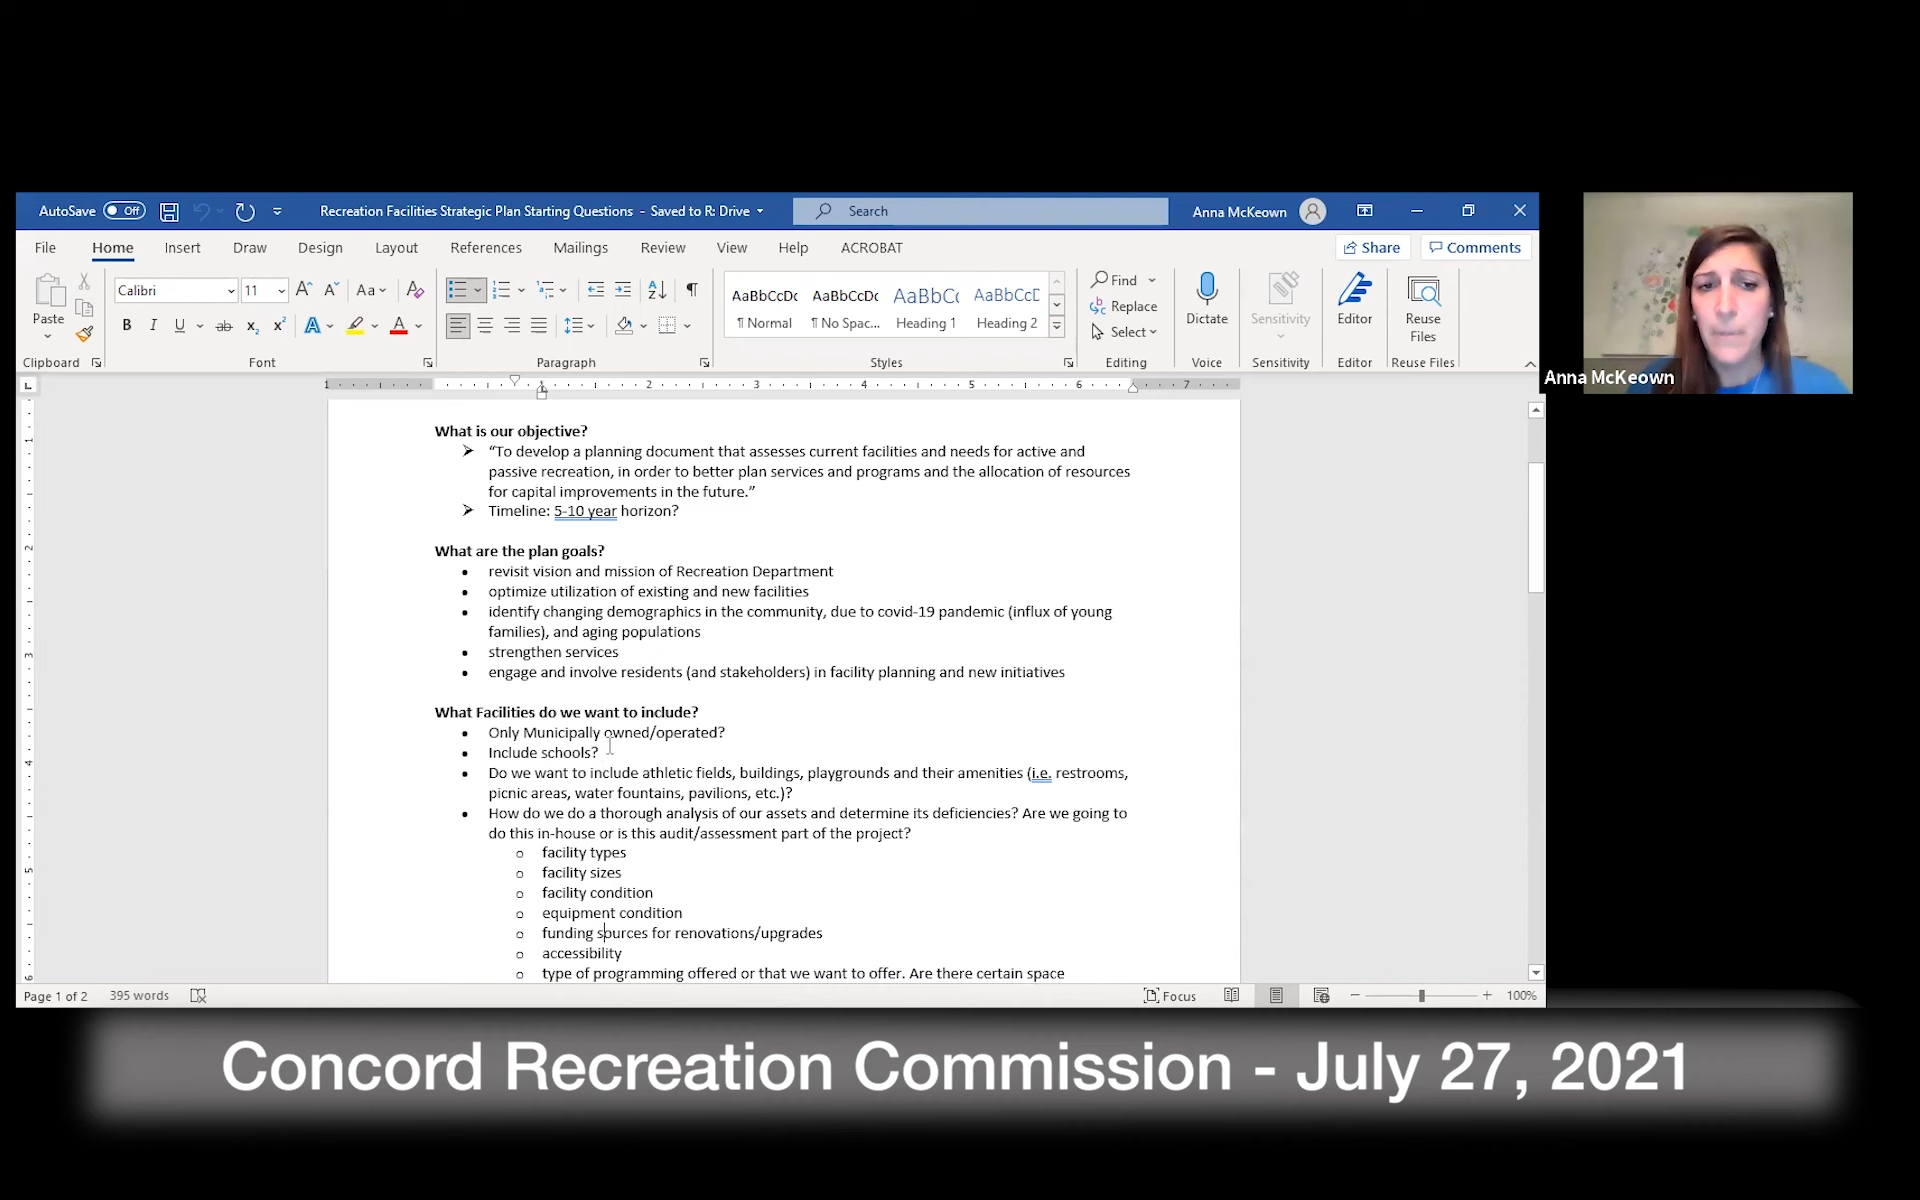 AutoSave Off Recreation Facilities Strategic Plan Starting Questions - Saved to R: Drive Search Anna McKeown
File Home Insert Draw Design Layout References Mailings Review View Help ACROBAT Share Comments
Paste Calibri 11 Aa AaBbCcDc AaBbCcDc AaBbCc AaBbCcD Find Replace Select Dictate Sensitivity Editor Reuse Files
B I U ab x₂ x² A A ¶ Normal ¶ No Spac... Heading 1 Heading 2
Clipboard Font Paragraph Styles Editing Voice Sensitivity Editor Reuse Files
Anna McKeown
1 1 2 3 4 5 6 7
What is our objective?
➢ “To develop a planning document that assesses current facilities and needs for active and
passive recreation, in order to better plan services and programs and the allocation of resources
for capital improvements in the future.”
➢ Timeline: 5-10 year horizon?
What are the plan goals?
• revisit vision and mission of Recreation Department
• optimize utilization of existing and new facilities
• identify changing demographics in the community, due to covid-19 pandemic (influx of young
families), and aging populations
• strengthen services
• engage and involve residents (and stakeholders) in facility planning and new initiatives
What Facilities do we want to include?
• Only Municipally owned/operated?
• Include schools?
• Do we want to include athletic fields, buildings, playgrounds and their amenities (i.e. restrooms,
picnic areas, water fountains, pavilions, etc.)?
• How do we do a thorough analysis of our assets and determine its deficiencies? Are we going to
do this in-house or is this audit/assessment part of the project?
o facility types
o facility sizes
o facility condition
o equipment condition
o funding sources for renovations/upgrades
o accessibility
o type of programming offered or that we want to offer. Are there certain space
Page 1 of 2 395 words Focus 100%
Concord Recreation Commission - July 27, 2021